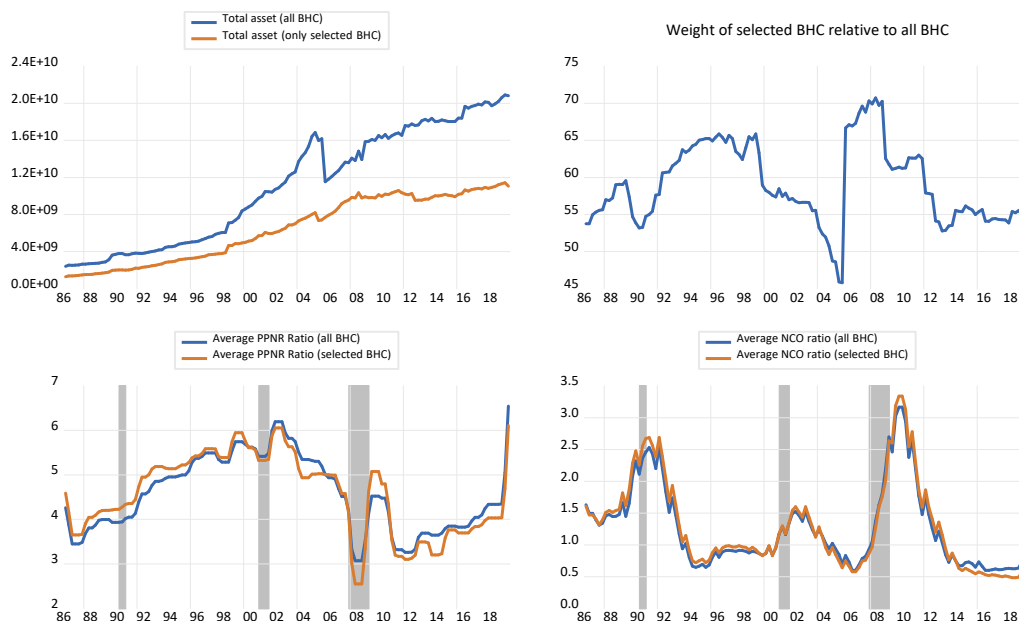 Total asset (all BHC)
Total asset (only selected BHC)
2.4E+10
2.0E+10
1.6E+10
1.2E+10
8.0E+09
4.0E+09
0.0E+00
86 88 90 92 94 96 98 00 02 04 06 08 10 12 14 16 18
Weight of selected BHC relative to all BHC
75
70
65
60
55
50
45
86 88 90 92 94 96 98 00 02 04 06 08 10 12 14 16 18
Average PPNR Ratio (all BHC)
Average PPNR Ratio (selected BHC)
7
6
5
4
3
2
86 88 90 92 94 96 98 00 02 04 06 08 10 12 14 16 18
Average NCO ratio (all BHC)
Average NCO ratio (selected BHC)
3.5
3.0
2.5
2.0
1.5
1.0
0.5
0.0
86 88 90 92 94 96 98 00 02 04 06 08 10 12 14 16 18